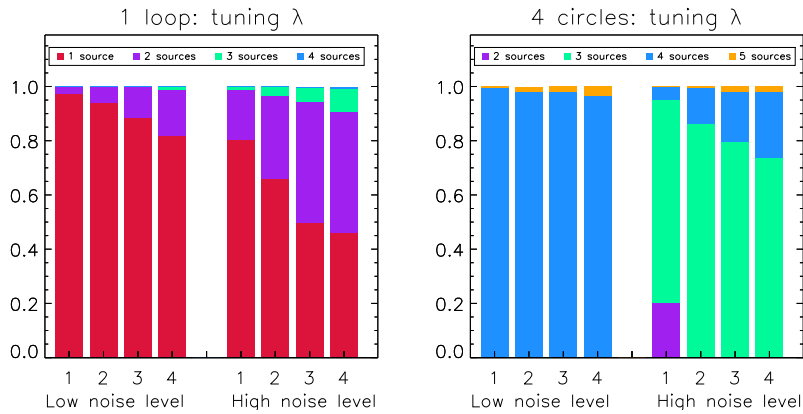 1 loop: tuning λ
1 source 2 sources 3 sources 4 sources
1.0
0.8
0.6
0.4
0.2
0.0
1 2 3 4 1 2 3 4
Low noise level High noise level
4 circles: tuning λ
2 sources 3 sources 4 sources 5 sources
1.0
0.8
0.6
0.4
0.2
0.0
1 2 3 4 1 2 3 4
Low noise level High noise level